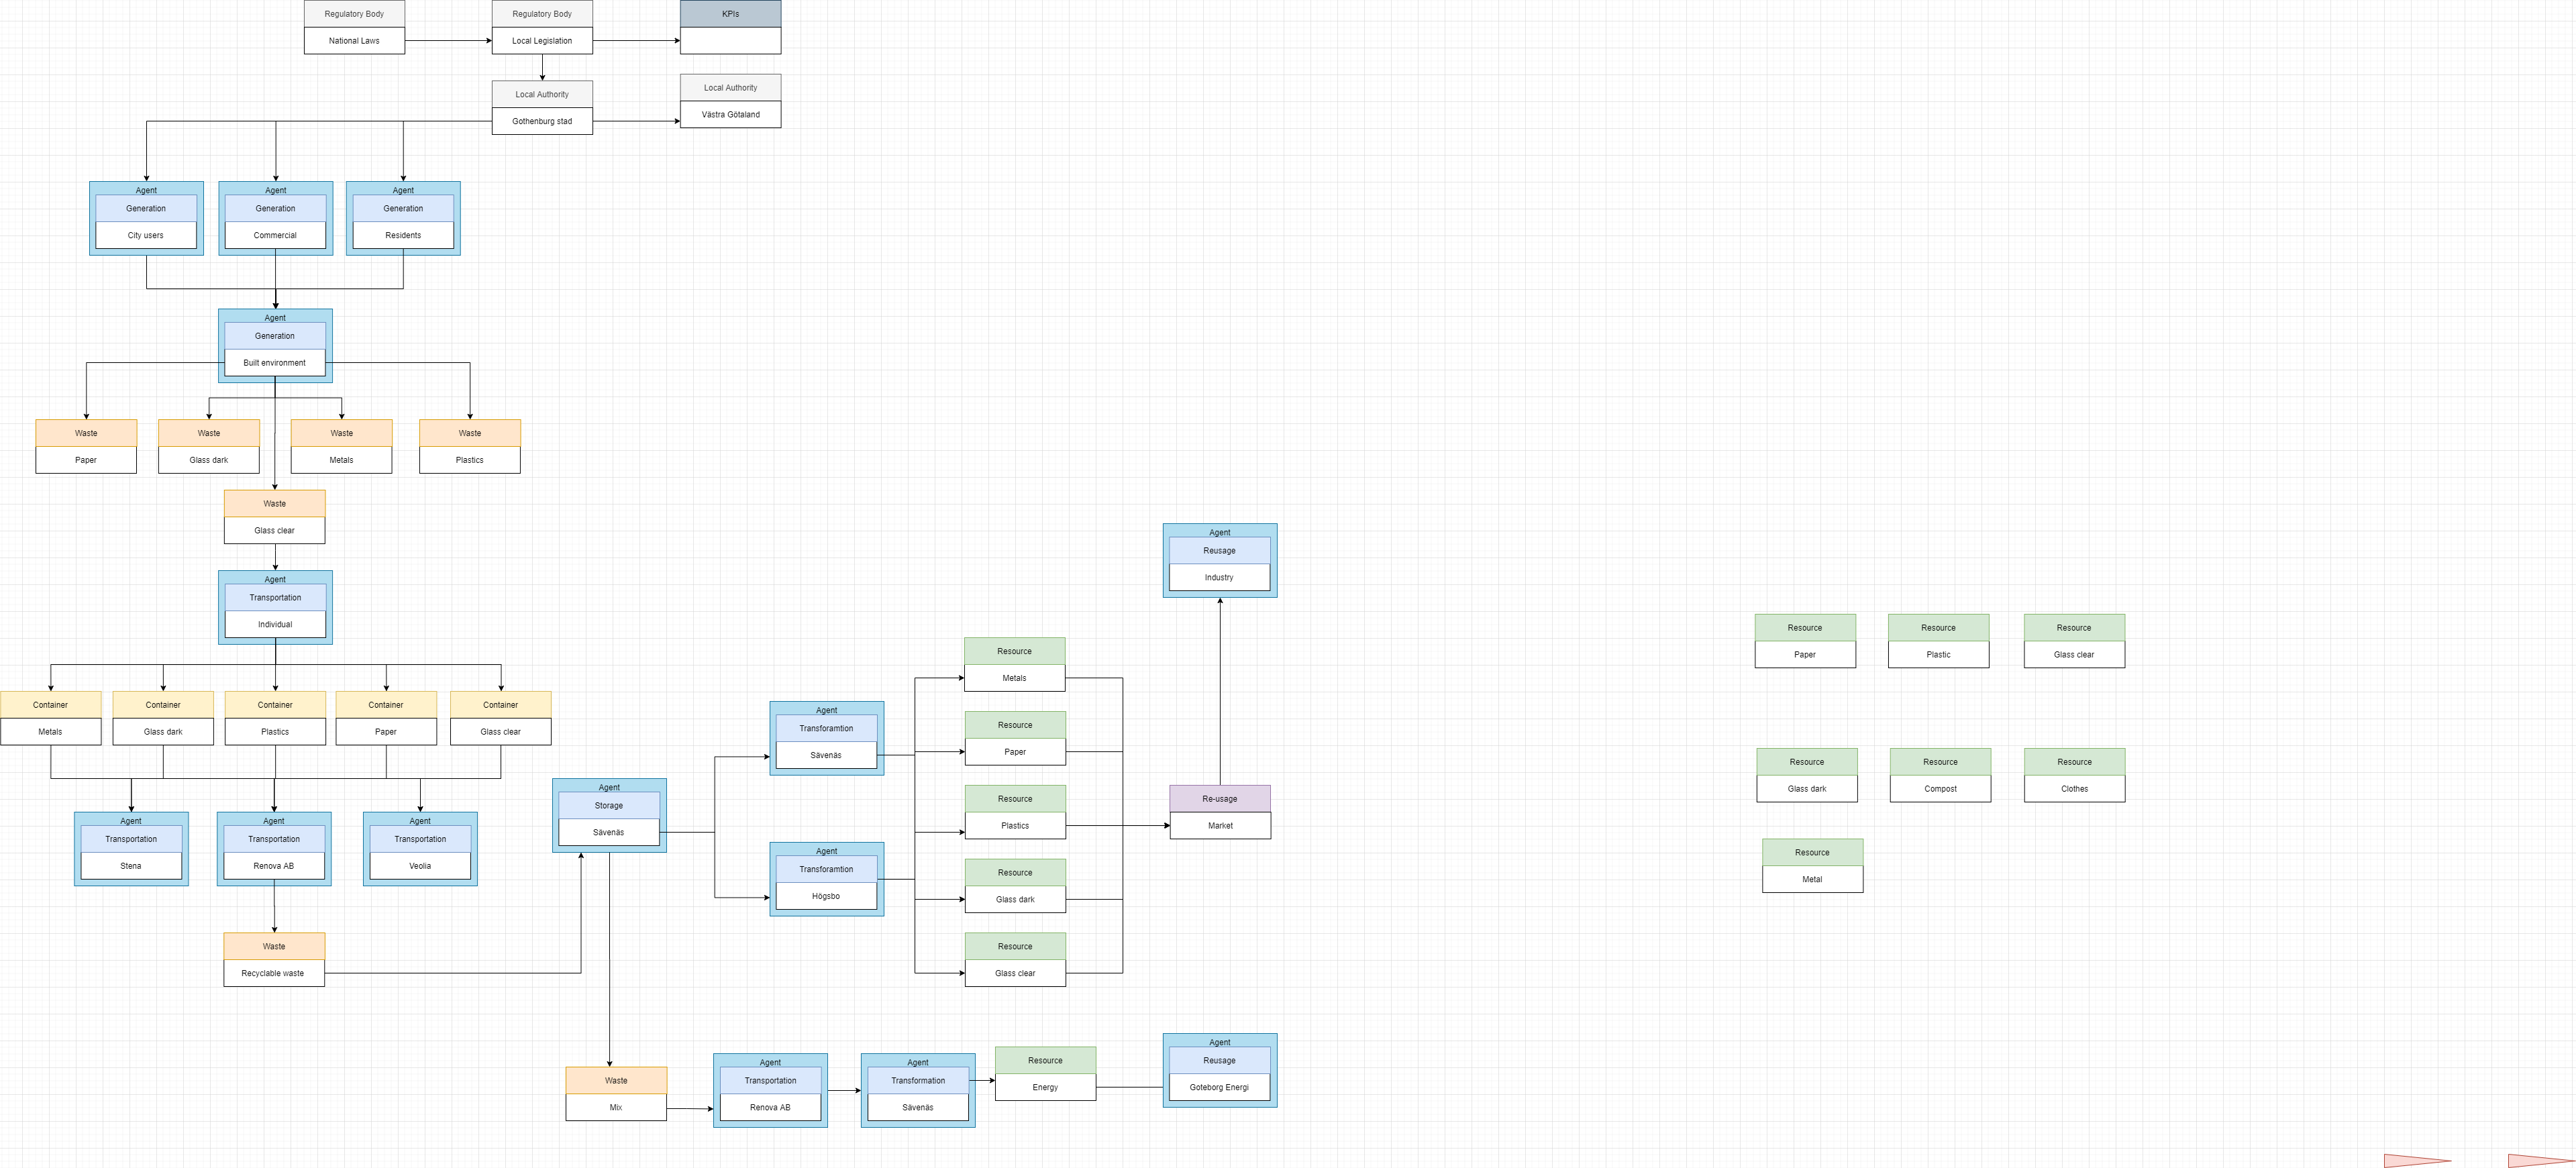 Regulatory Body
National Laws
Regulatory Body
Local Legislation
KPIs
Local Authority
Gothenburg stad
Local Authority
Västra Götaland
Agent
Generation
City users
Agent
Generation
Commercial
Agent
Generation
Residents
Agent
Generation
Built environment
Waste
Paper
Waste
Glass dark
Waste
Metals
Waste
Plastics
Waste
Glass clear
Agent
Transportation
Individual
Container
Metals
Container
Glass dark
Container
Plastics
Container
Paper
Container
Glass clear
Agent
Transportation
Stena
Agent
Transportation
Renova AB
Agent
Transportation
Veolia
Waste
Recyclable waste
Agent
Storage
Sävenäs
Agent
Transforamtion
Sävenäs
Agent
Transforamtion
Högsbo
Resource
Metals
Resource
Paper
Resource
Plastics
Resource
Glass dark
Resource
Glass clear
Agent
Reusage
Industry
Re-usage
Market
Waste
Mix
Agent
Transportation
Renova AB
Agent
Transformation
Sävenäs
Resource
Energy
Agent
Reusage
Goteborg Energi
Resource
Paper
Resource
Plastic
Resource
Glass clear
Resource
Glass dark
Resource
Compost
Resource
Clothes
Resource
Metal